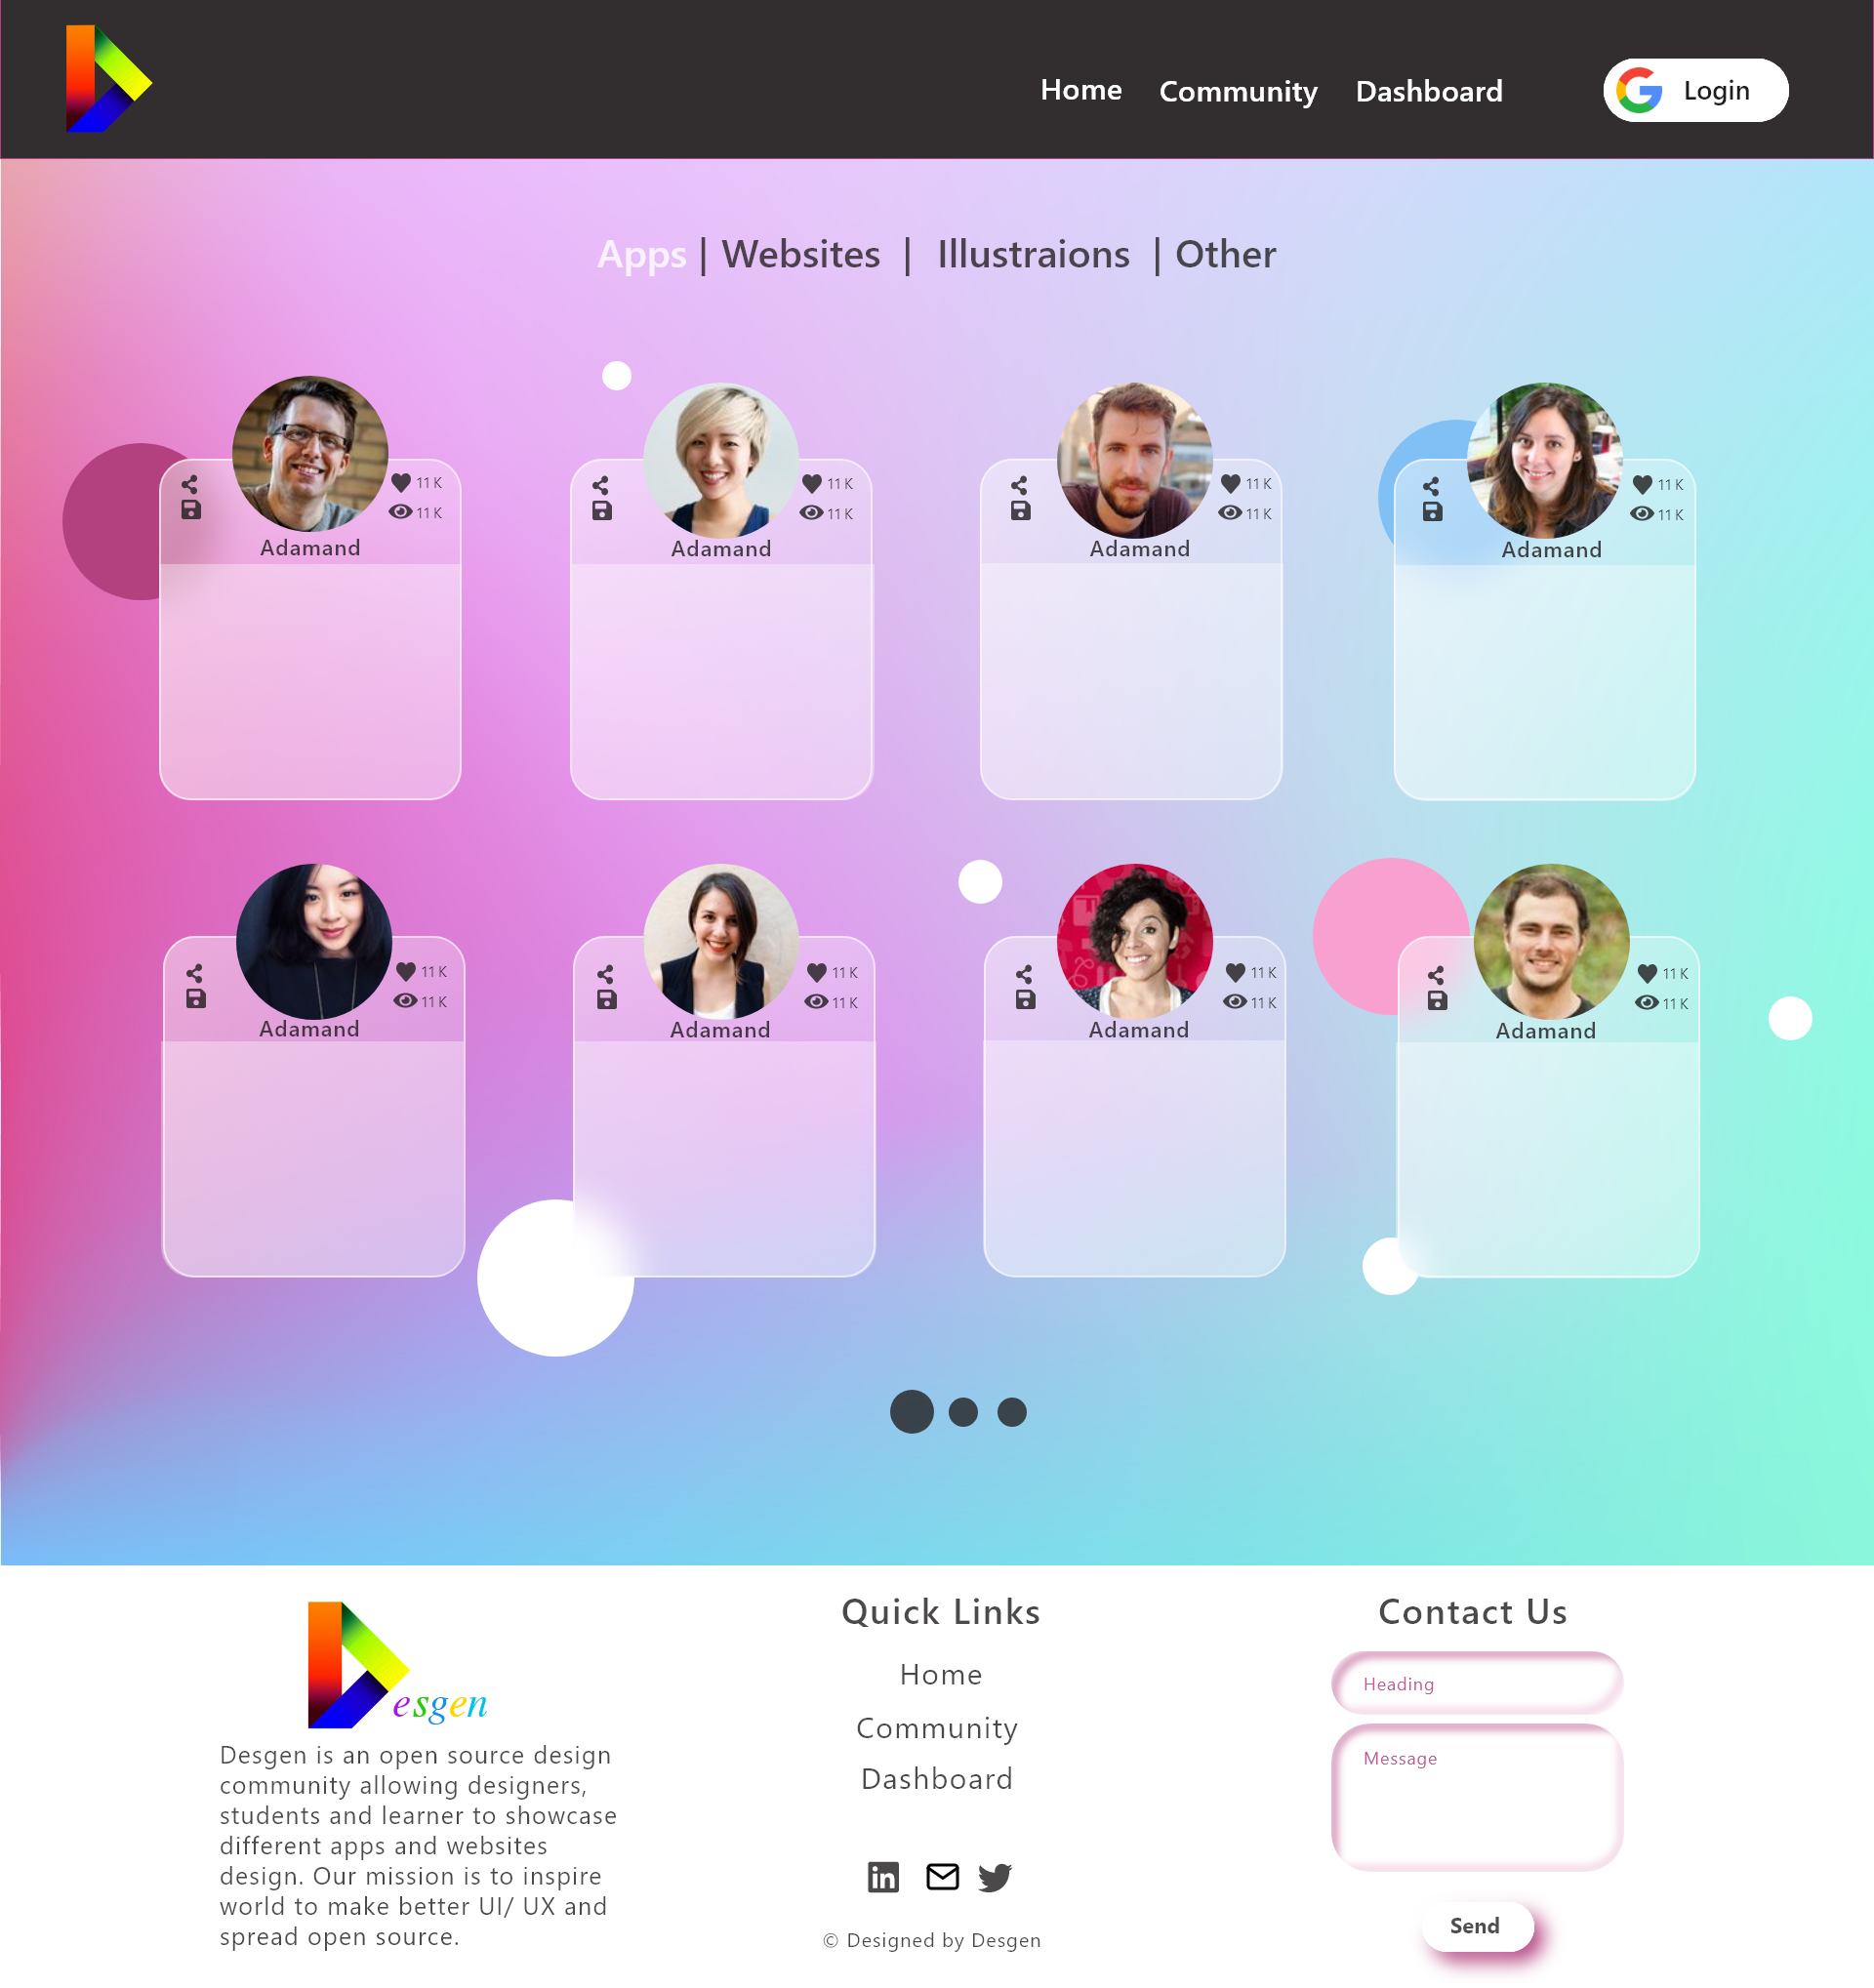 Home Community Dashboard Login
Apps | Websites | Illustraions | Other
11 K 11 K 11 K 11 K
11 K 11 K 11 K 11 K
Adamand Adamand Adamand Adamand
11 K 11 K 11 K 11 K
11 K 11 K 11 K 11 K
Adamand Adamand Adamand Adamand
esgen
Desgen is an open source design
community allowing designers,
students and learner to showcase
different apps and websites
design. Our mission is to inspire
world to make better UI/ UX and
spread open source.
Quick Links
Home
Community
Dashboard
© Designed by Desgen
Contact Us
Heading
Message
Send